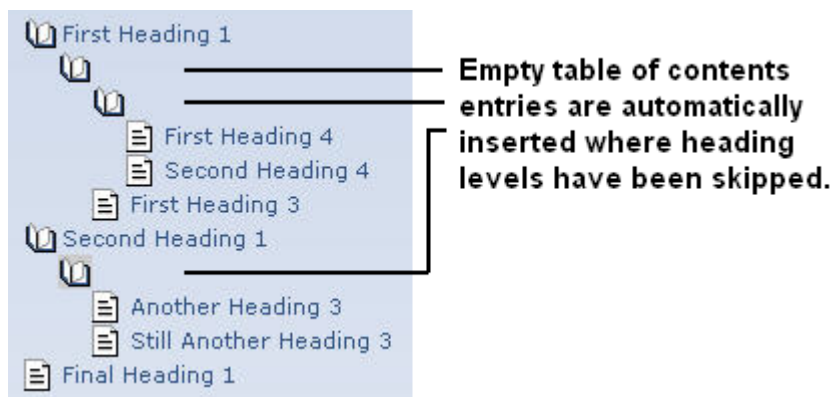 First Heading 1
First Heading 4
Second Heading 4
First Heading 3
Second Heading 1
Another Heading 3
Still Another Heading 3
Final Heading 1
Empty table of contents
entries are automatically
inserted where heading
levels have been skipped.